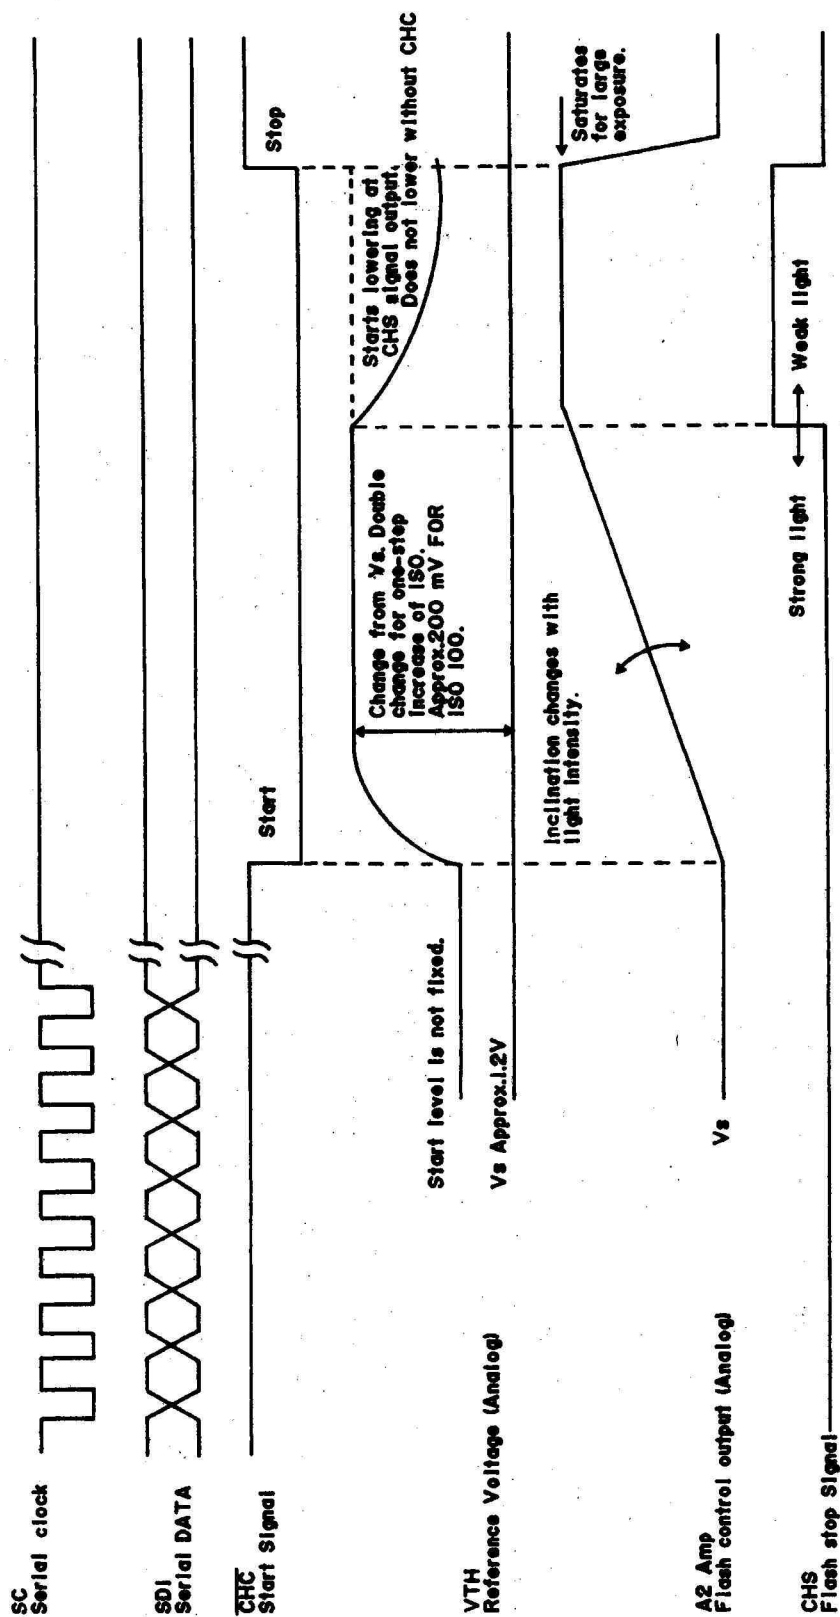 SC
Serial clock
SDI
Serial DATA
CHC
Start Signal
Start
Stop
VTH
Reference Voltage (Analog)
Start level is not fixed.
Vs Approx.1.2V
Change from Vs. Double
change for one-step
increase of ISO.
Approx.200 mV FOR
ISO 100.
Starts lowering at
CHS signal output.
Does not lower without CHC
A2 Amp
Flash control output (Analog)
Vs
Inclination changes with
light intensity.
Saturates
for large
exposure.
CHS
Flash stop Signal
Strong light
Weak light